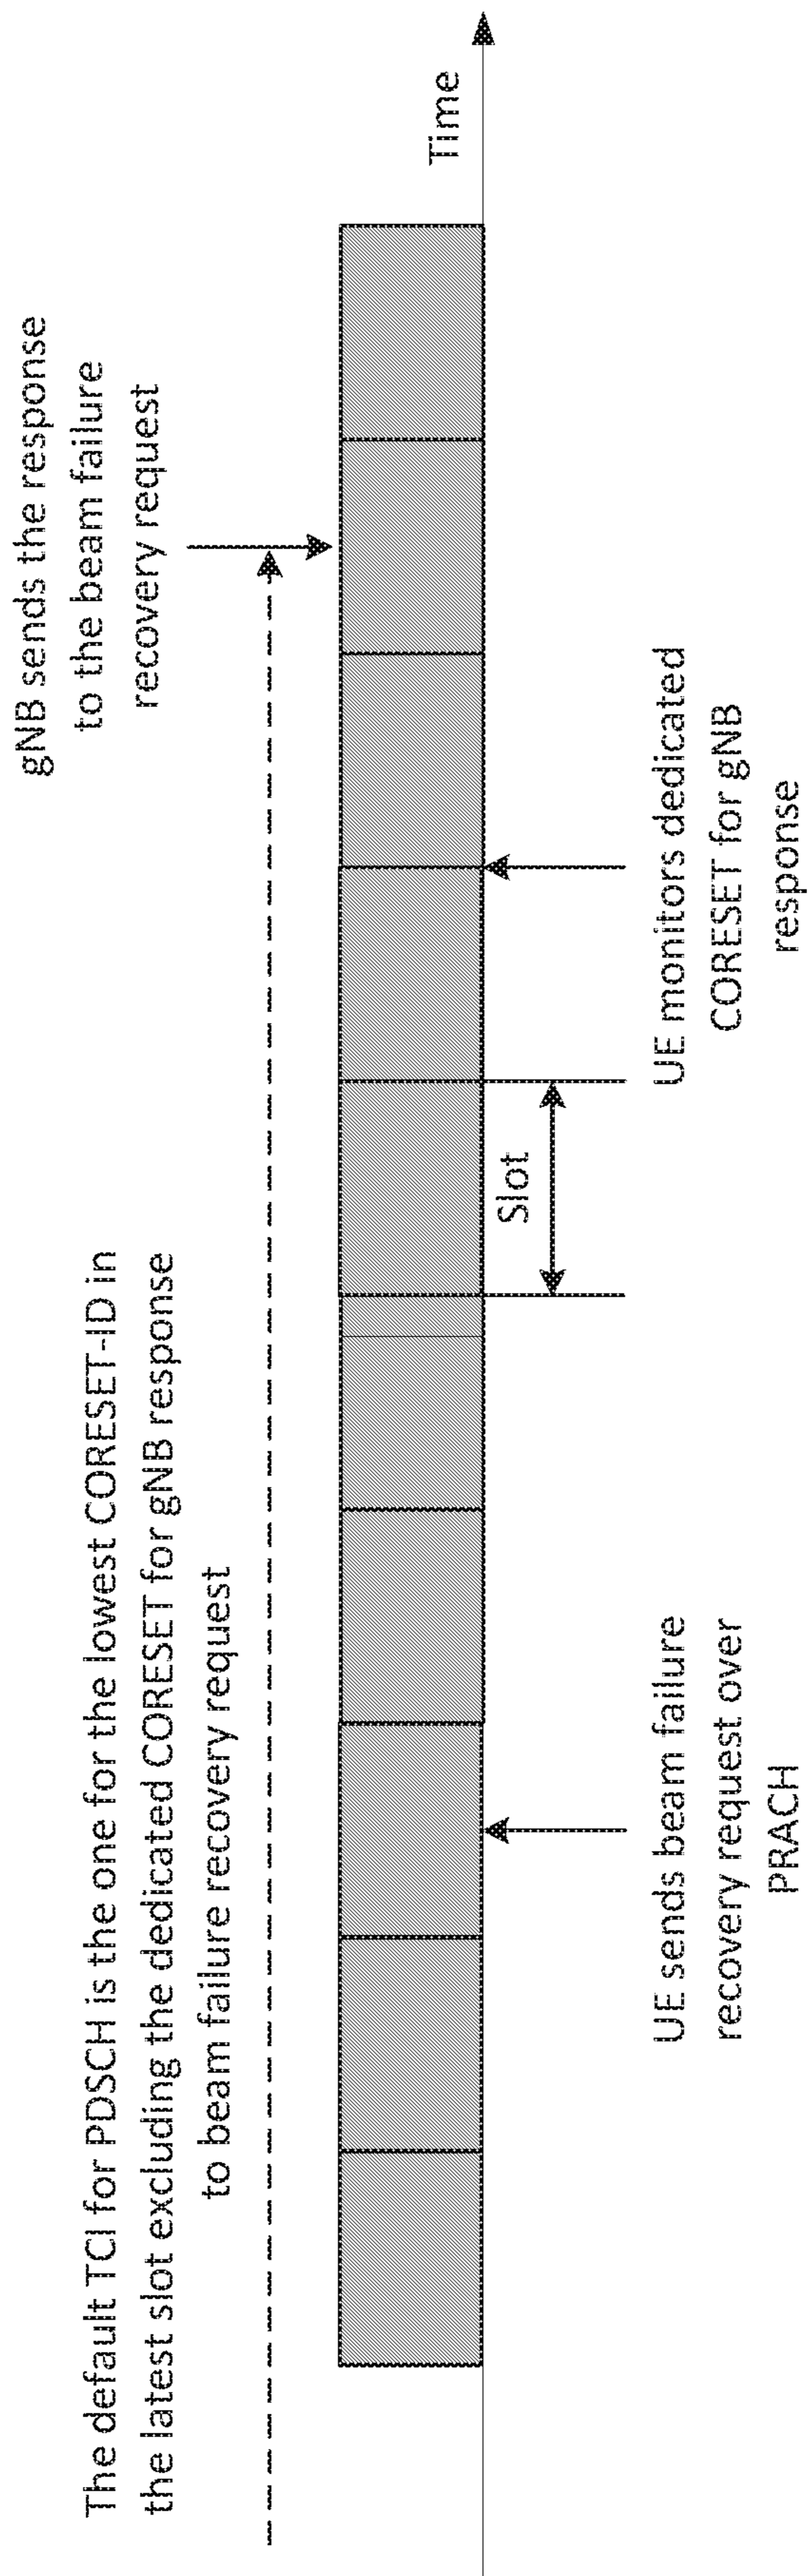 The default TCI for PDSCH is the one for the lowest CORESET-ID in
the latest slot excluding the dedicated CORESET for gNB response
to beam failure recovery request
gNB sends the response
to the beam failure
recovery request
Time
Slot
UE sends beam failure
recovery request over
PRACH
UE monitors dedicated
CORESET for gNB
response